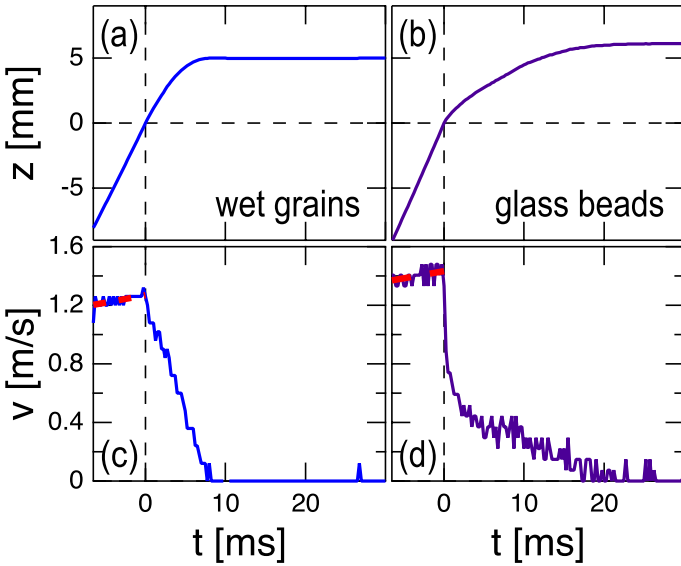 (a)
(b)
z [mm]
5
0
-5
wet grains
glass beads
v [m/s]
1.6
1.2
0.8
0.4
0
(c)
(d)
0
10
20
0
10
20
t [ms]
t [ms]